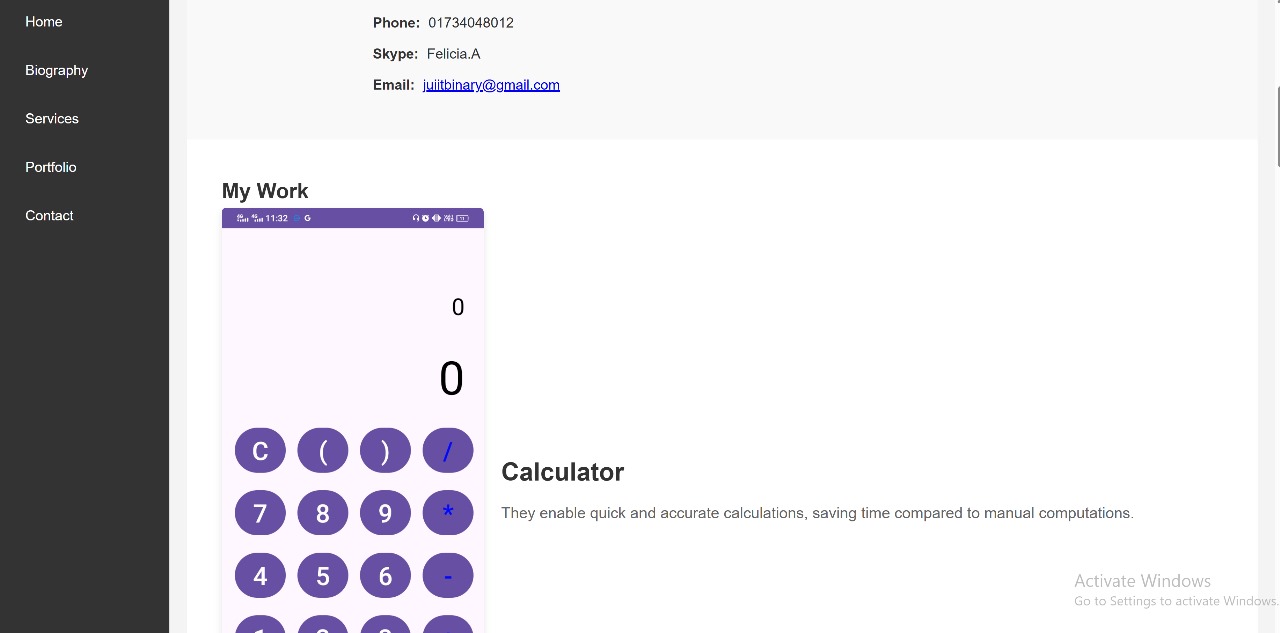 Home
Biography
Services
Portfolio
Contact
Phone: 01734048012
Skype: Felicia.A
Email: juiitbinary@gmail.com
My Work
11:32 G
0
0
C ( ) /
7 8 9 *
4 5 6 -
Calculator
They enable quick and accurate calculations, saving time compared to manual computations.
Activate Windows
Go to Settings to activate Windows.